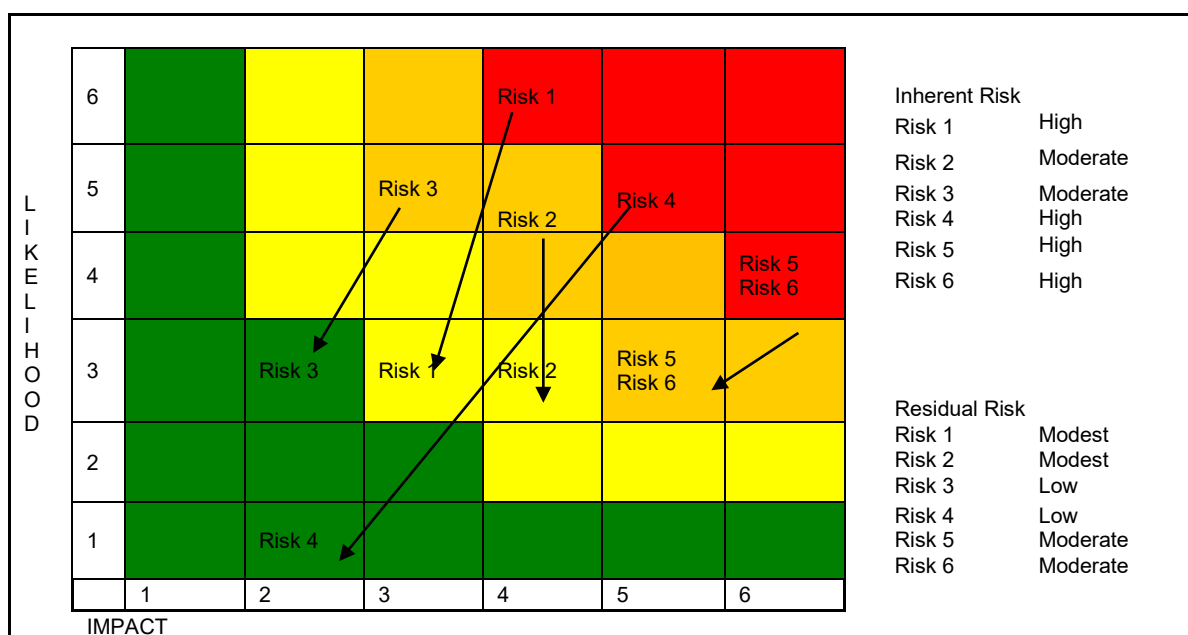 6
Risk 1
5
Risk 3
Risk 4
Risk 2
4
Risk 5
Risk 6
3
Risk 3
Risk 1
Risk 2
Risk 5
Risk 6
2
1
Risk 4
1 2 3 4 5 6
IMPACT
LIKELIHOOD
Inherent Risk
Risk 1 High
Risk 2 Moderate
Risk 3 Moderate
Risk 4 High
Risk 5 High
Risk 6 High
Residual Risk
Risk 1 Modest
Risk 2 Modest
Risk 3 Low
Risk 4 Low
Risk 5 Moderate
Risk 6 Moderate